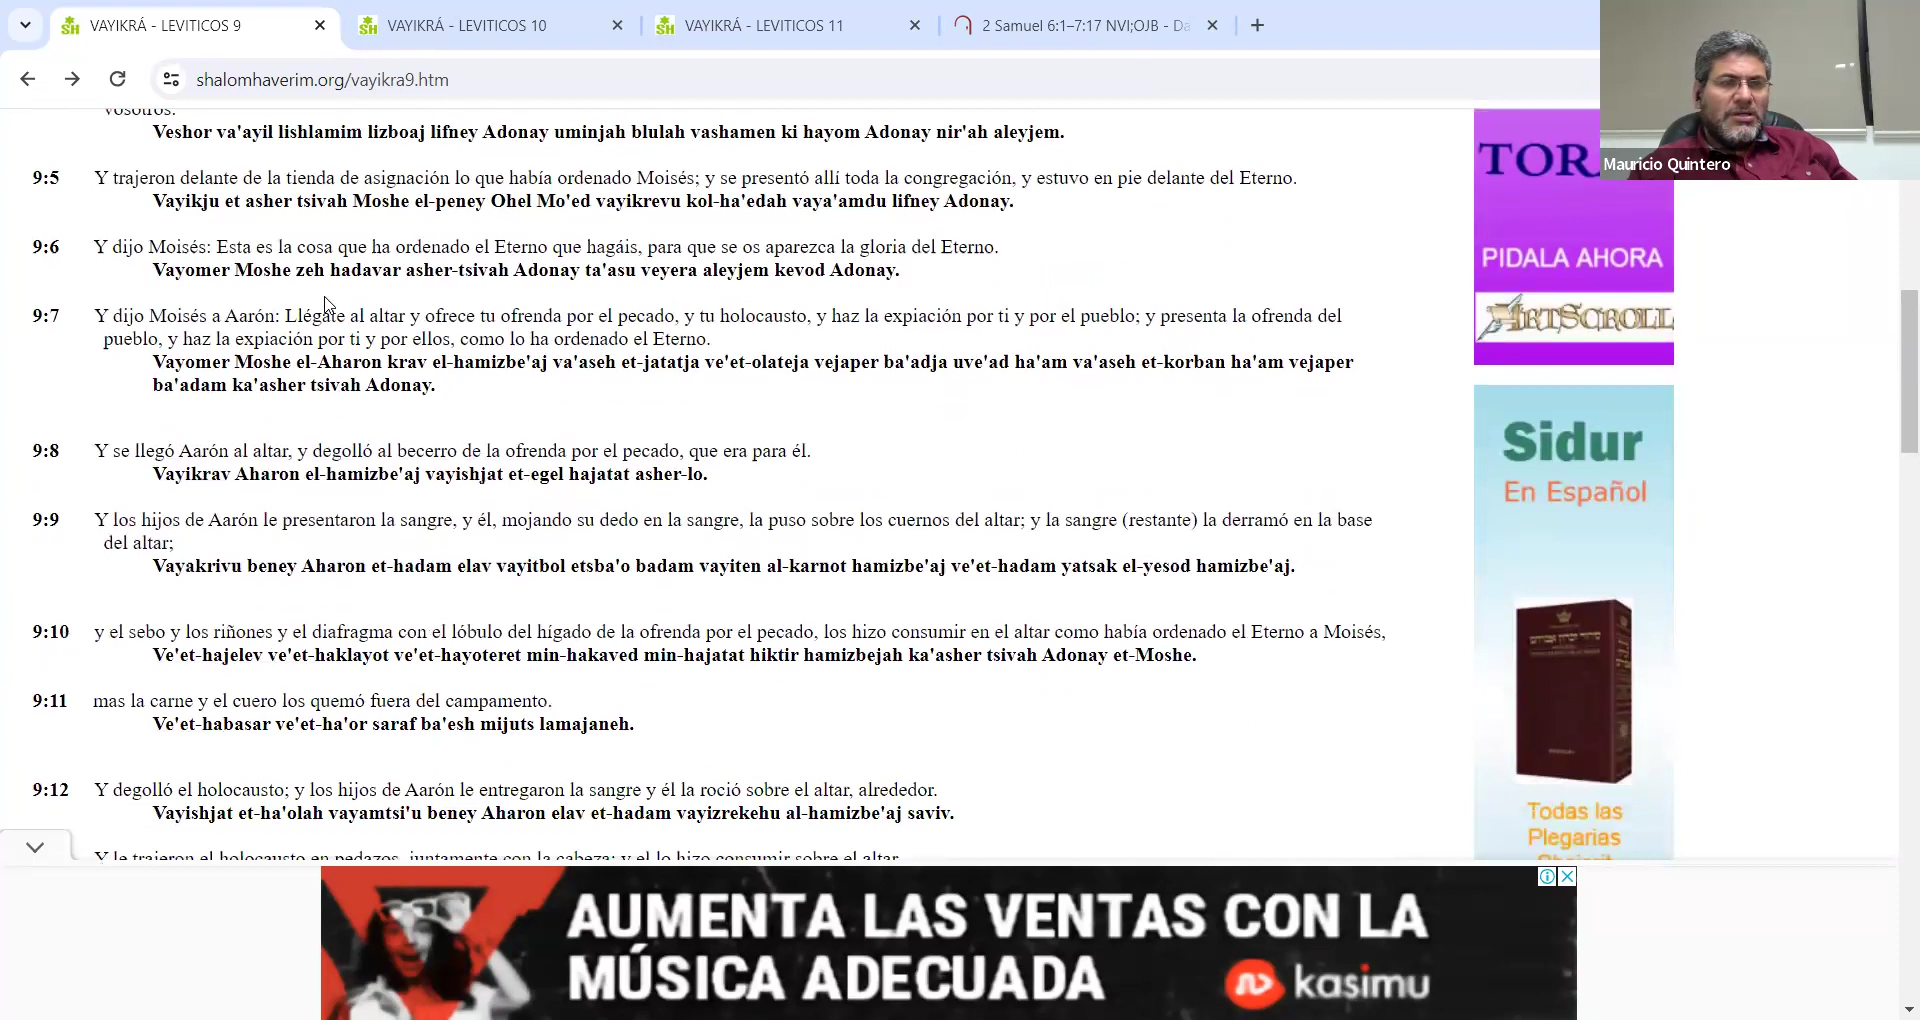 VAYIKRÁ - LEVITICOS 9
VAYIKRÁ - LEVITICOS 10
VAYIKRÁ - LEVITICOS 11
2 Samuel 6:1–7:17 NVI;OJB - Da
shalomhaverim.org/vayikra9.htm
Mauricio Quintero
vosotros.
Veshor va'ayil lishlamim lizboaj lifney Adonay uminjah blulah vashamen ki hayom Adonay nir'ah aleyjem.
9:5 Y trajeron delante de la tienda de asignación lo que había ordenado Moisés; y se presentó allí toda la congregación, y estuvo en pie delante del Eterno.
Vayikju et asher tsivah Moshe el-peney Ohel Mo'ed vayikrevu kol-ha'edah vaya'amdu lifney Adonay.
9:6 Y dijo Moisés: Esta es la cosa que ha ordenado el Eterno que hagáis, para que se os aparezca la gloria del Eterno.
Vayomer Moshe zeh hadavar asher-tsivah Adonay ta'asu veyera aleyjem kevod Adonay.
9:7 Y dijo Moisés a Aarón: Llégate al altar y ofrece tu ofrenda por el pecado, y tu holocausto, y haz la expiación por ti y por el pueblo; y presenta la ofrenda del
pueblo, y haz la expiación por ti y por ellos, como lo ha ordenado el Eterno.
Vayomer Moshe el-Aharon krav el-hamizbe'aj va'aseh et-jatatja ve'et-olateja vejaper ba'adja uve'ad ha'am va'aseh et-korban ha'am vejaper
ba'adam ka'asher tsivah Adonay.
9:8 Y se llegó Aarón al altar, y degolló al becerro de la ofrenda por el pecado, que era para él.
Vayikrav Aharon el-hamizbe'aj vayishjat et-egel hajatat asher-lo.
9:9 Y los hijos de Aarón le presentaron la sangre, y él, mojando su dedo en la sangre, la puso sobre los cuernos del altar; y la sangre (restante) la derramó en la base
del altar;
Vayakrivu beney Aharon et-hadam elav vayitbol etsba'o badam vayiten al-karnot hamizbe'aj ve'et-hadam yatsak el-yesod hamizbe'aj.
9:10 y el sebo y los riñones y el diafragma con el lóbulo del hígado de la ofrenda por el pecado, los hizo consumir en el altar como había ordenado el Eterno a Moisés,
Ve'et-hajelev ve'et-haklayot ve'et-hayoteret min-hakaved min-hajatat hiktir hamizbejah ka'asher tsivah Adonay et-Moshe.
9:11 mas la carne y el cuero los quemó fuera del campamento.
Ve'et-habasar ve'et-ha'or saraf ba'esh mijuts lamajaneh.
9:12 Y degolló el holocausto; y los hijos de Aarón le entregaron la sangre y él la roció sobre el altar, alrededor.
Vayishjat et-ha'olah vayamtsi'u beney Aharon elav et-hadam vayizrekehu al-hamizbe'aj saviv.
Y le trajeron el holocausto en pedazos, juntamente con la cabeza; y el lo hizo consumir sobre el altar.
TOR
PIDALA AHORA
ARTSCROLL
Sidur
En Español
Todas las
Plegarias
AUMENTA LAS VENTAS CON LA
MÚSICA ADECUADA
kasimu